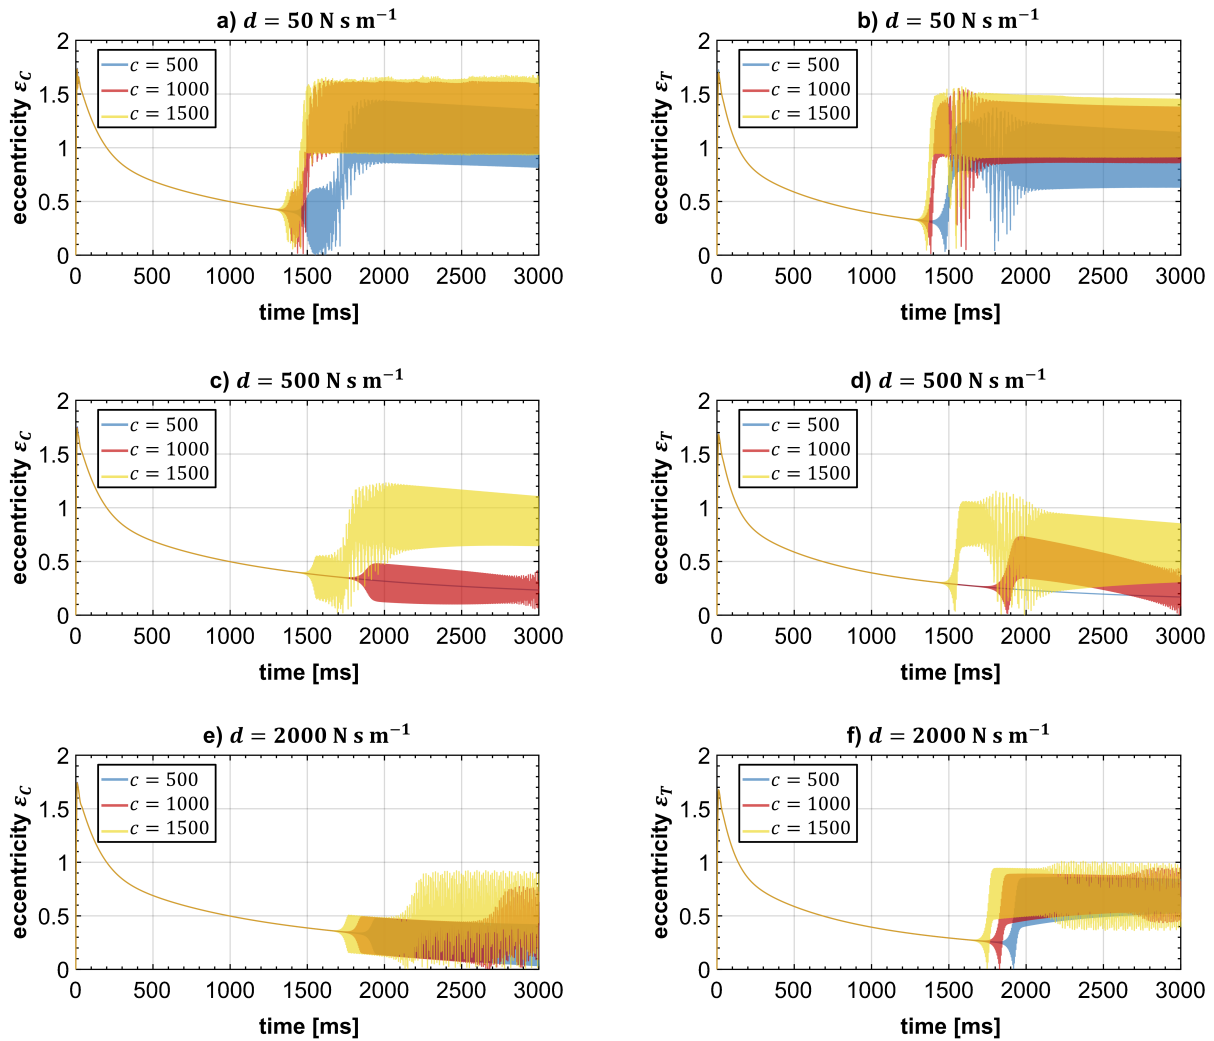 a) d = 50 N s m⁻¹
eccentricity ε_C
2
1.5
1
0.5
0
c = 500
c = 1000
c = 1500
0 500 1000 1500 2000 2500 3000
time [ms]
b) d = 50 N s m⁻¹
eccentricity ε_T
2
1.5
1
0.5
0
c = 500
c = 1000
c = 1500
0 500 1000 1500 2000 2500 3000
time [ms]
c) d = 500 N s m⁻¹
eccentricity ε_C
2
1.5
1
0.5
0
c = 500
c = 1000
c = 1500
0 500 1000 1500 2000 2500 3000
time [ms]
d) d = 500 N s m⁻¹
eccentricity ε_T
2
1.5
1
0.5
0
c = 500
c = 1000
c = 1500
0 500 1000 1500 2000 2500 3000
time [ms]
e) d = 2000 N s m⁻¹
eccentricity ε_C
2
1.5
1
0.5
0
c = 500
c = 1000
c = 1500
0 500 1000 1500 2000 2500 3000
time [ms]
f) d = 2000 N s m⁻¹
eccentricity ε_T
2
1.5
1
0.5
0
c = 500
c = 1000
c = 1500
0 500 1000 1500 2000 2500 3000
time [ms]